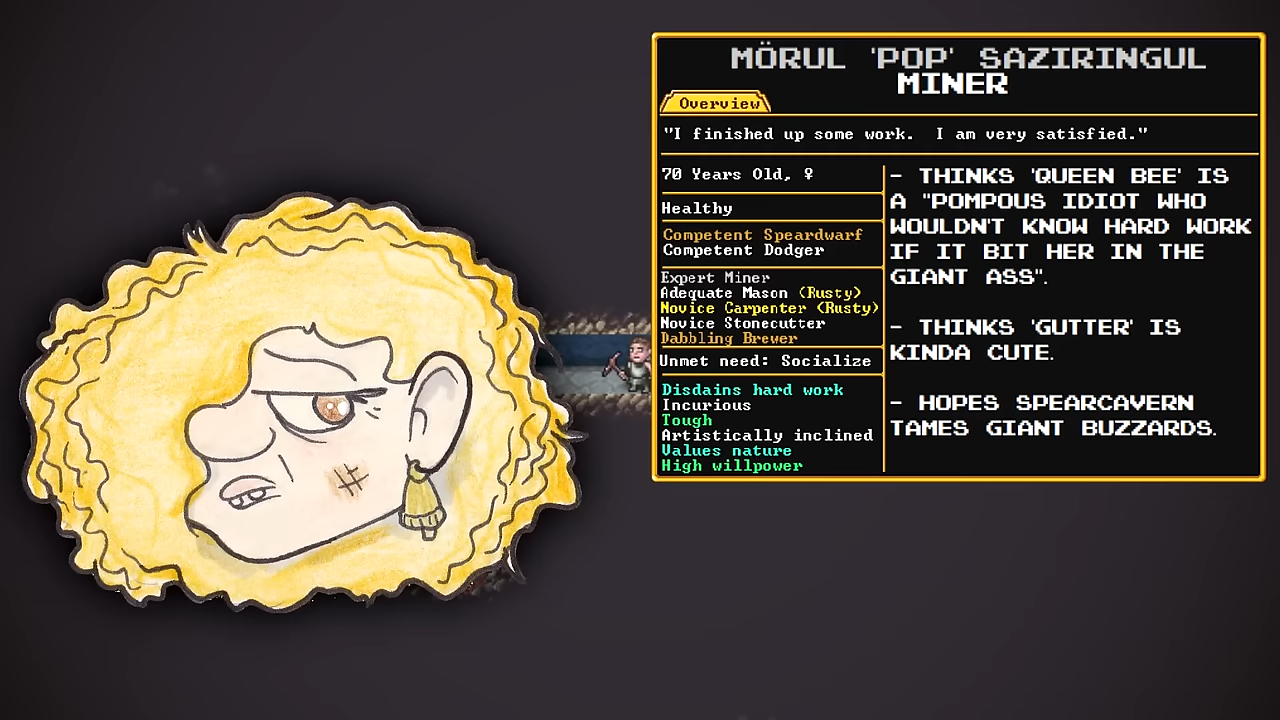 MÖRUL 'POP' SAZIRINGUL
MINER
Overview
"I finished up some work.  I am very satisfied."
70 Years Old, ♀
Healthy
Competent Speardwarf
Competent Dodger
Expert Miner
Adequate Mason (Rusty)
Novice Carpenter (Rusty)
Novice Stonecutter
Dabbling Brewer
Unmet need: Socialize
Disdains hard work
Incurious
Tough
Artistically inclined
Values nature
High willpower
- THINKS 'QUEEN BEE' IS
A "POMPOUS IDIOT WHO
WOULDN'T KNOW HARD WORK
IF IT BIT HER IN THE
GIANT ASS".
- THINKS 'GUTTER' IS
KINDA CUTE.
- HOPES SPEARCAVERN
TAMES GIANT BUZZARDS.